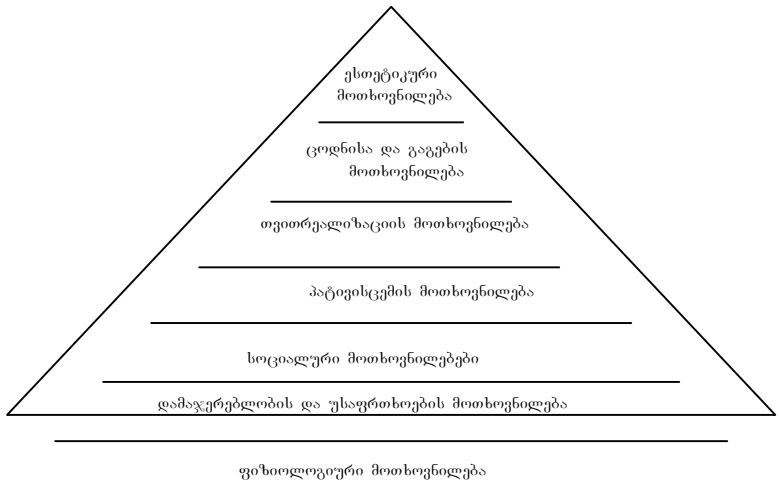 ესთეტიკური
მოთხოვნილება
ცოდნისა და გაგების
მოთხოვნილება
თვითრეალიზაციის მოთხოვნილება
პატივისცემის მოთხოვნილება
სოციალური მოთხოვნილებები
დამაჯერებლობის და უსაფრთხოების მოთხოვნილება
ფიზიოლოგიური მოთხოვნილება